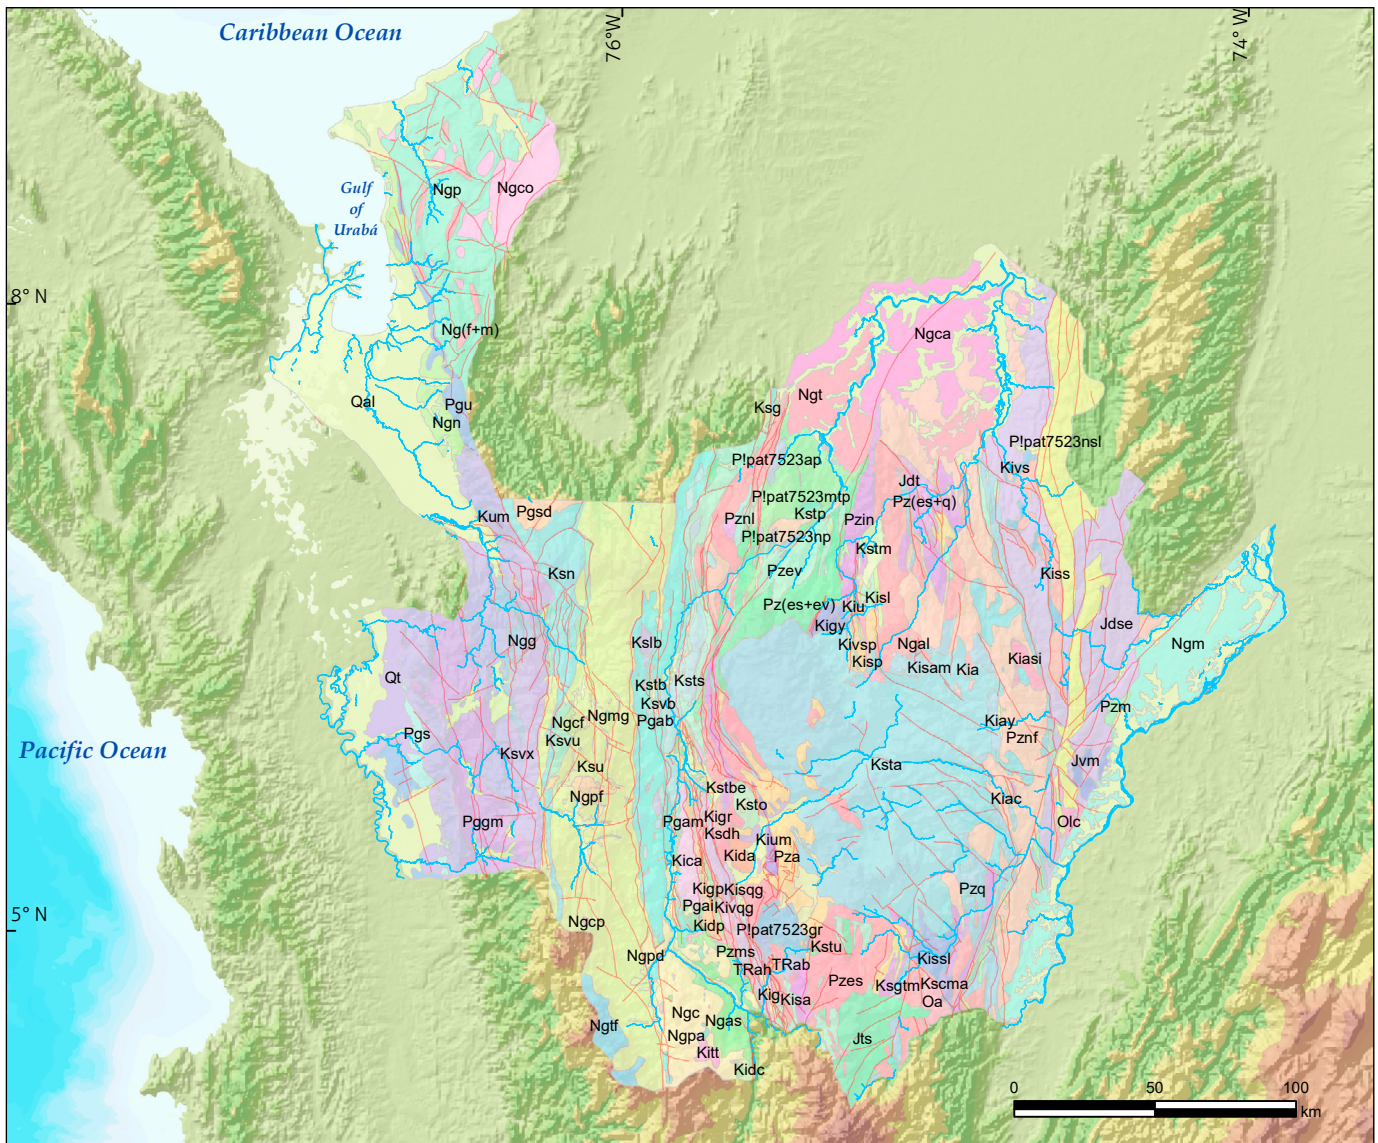 Caribbean Ocean
76°W
74° W
Gulf
of
Urabá
Ngp
Ngco
8° N
Ng(f+m)
Ngca
Qal
Pgu
Ngn
Ngt
Ksg
P!pat7523nsl
P!pat7523ap
Kivs
Jdt
Pz(es+q)
P!pat7523mtp
Kstp
Kum
Pgsd
Pznl
Pzin
P!pat7523np
Kstm
Ksn
Pzev
Kiss
Pz(es+ev)
Kiu
Kisl
Kigy
Jdse
Ngg
Kslb
Kivsp
Ngal
Ngm
Kisp
Kisam
Kia
Kiasi
Qt
Kstb
Ksts
Ksvb
Pzm
Pgab
Ngmg
Ngcf
Kiay
Pgs
Ksvu
Pznf
Pacific Ocean
Ksvx
Ksu
Ksta
Jvm
Ngpf
Kstbe
Ksto
Kiac
Pggm
Pgam
Kigr
Ksdh
Olc
Kium
Kica
Kida
Pza
Kigp
Kisqg
Pzq
Pgai
Kivqg
5° N
Ngcp
Kidp
P!pat7523gr
Kstu
Ngpd
Pzms
Kissl
TRah
TRab
Pzes
Ksgtm
Kscma
Kig
Kisa
Oa
Ngtf
Ngc
Ngas
Ngpa
Jts
Kitt
Kidc
0
50
100
km